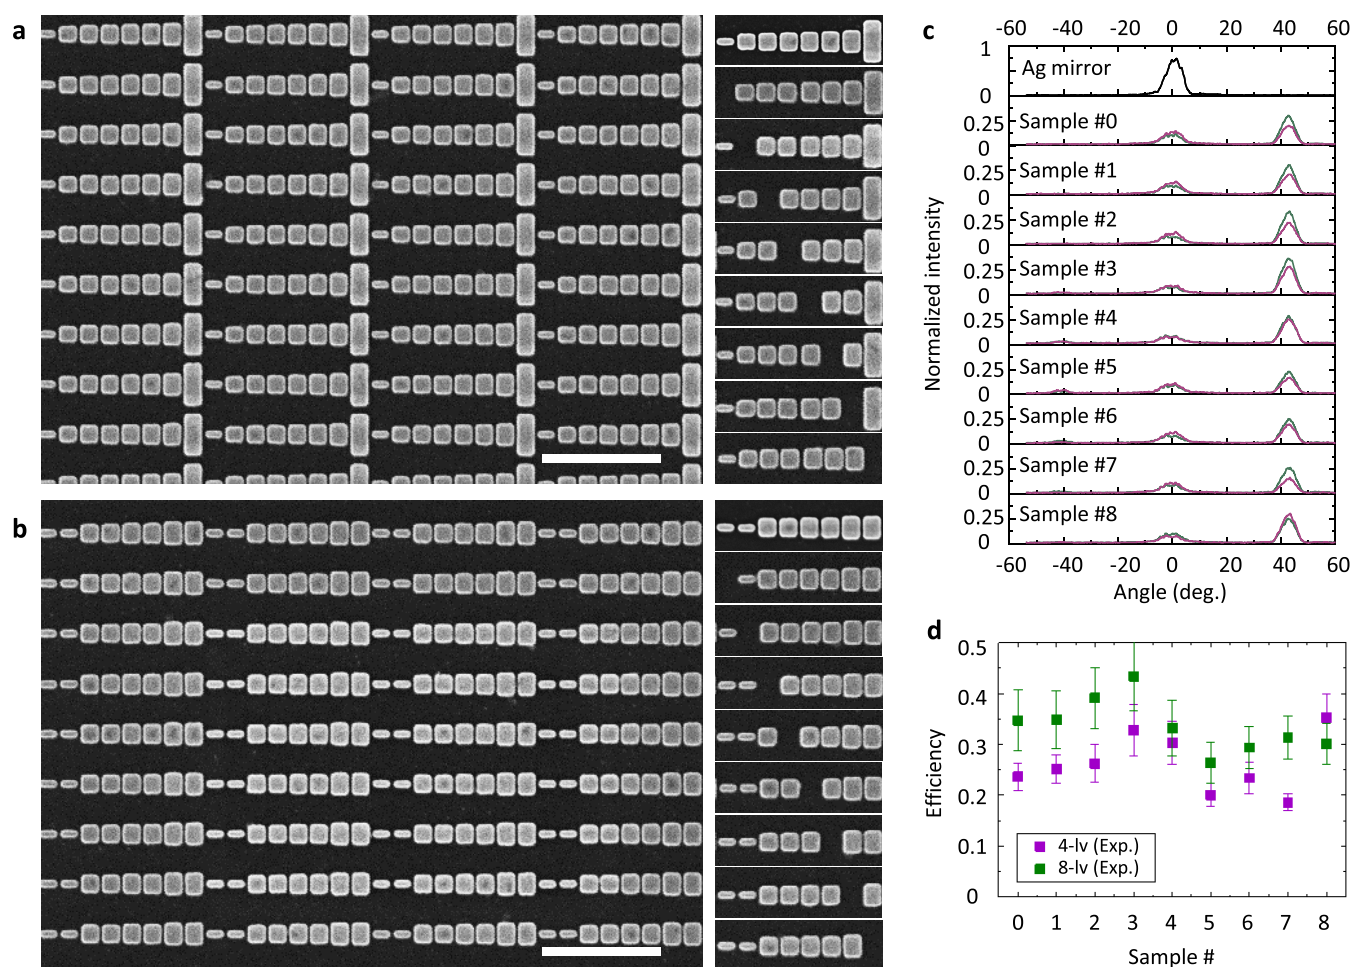 a
b
c
-60 -40 -20 0 20 40 60
1
0
Ag mirror
0.25
0
Sample #0
0.25
0
Sample #1
0.25
0
Sample #2
0.25
0
Sample #3
0.25
0
Sample #4
0.25
0
Sample #5
0.25
0
Sample #6
0.25
0
Sample #7
0.25
0
Sample #8
-60 -40 -20 0 20 40 60
Angle (deg.)
Normalized intensity
d
0.5
0.4
0.3
0.2
0.1
0
Efficiency
4-lv (Exp.)
8-lv (Exp.)
0 1 2 3 4 5 6 7 8
Sample #